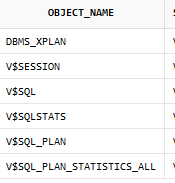 OBJECT_NAME
DBMS_XPLAN
V$SESSION
V$SQL
V$SQLSTATS
V$SQL_PLAN
V$SQL_PLAN_STATISTICS_ALL